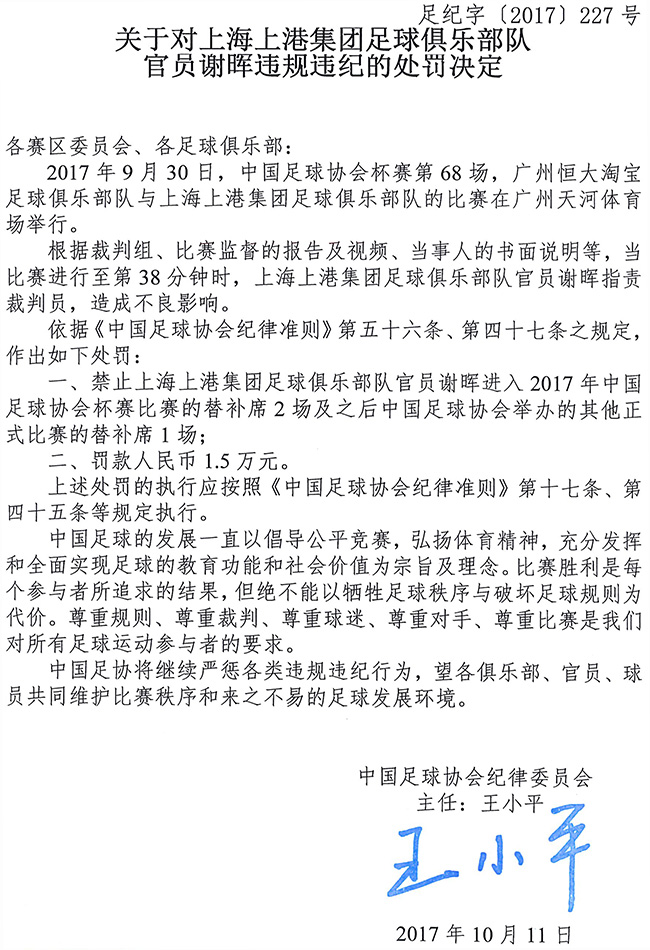 足纪字〔2017〕227号
关于对上海上港集团足球俱乐部队
官员谢晖违规违纪的处罚决定
各赛区委员会、各足球俱乐部：
2017年9月30日，中国足球协会杯赛第68场，广州恒大淘宝
足球俱乐部队与上海上港集团足球俱乐部队的比赛在广州天河体育
场举行。
根据裁判组、比赛监督的报告及视频、当事人的书面说明等，当
比赛进行至第38分钟时，上海上港集团足球俱乐部队官员谢晖指责
裁判员，造成不良影响。
依据《中国足球协会纪律准则》第五十六条、第四十七条之规定，
作出如下处罚：
一、禁止上海上港集团足球俱乐部队官员谢晖进入2017年中国
足球协会杯赛比赛的替补席2场及之后中国足球协会举办的其他正
式比赛的替补席1场；
二、罚款人民币1.5万元。
上述处罚的执行应按照《中国足球协会纪律准则》第十七条、第
四十五条等规定执行。
中国足球的发展一直以倡导公平竞赛，弘扬体育精神，充分发挥
和全面实现足球的教育功能和社会价值为宗旨及理念。比赛胜利是每
个参与者所追求的结果，但绝不能以牺牲足球秩序与破坏足球规则为
代价。尊重规则、尊重裁判、尊重球迷、尊重对手、尊重比赛是我们
对所有足球运动参与者的要求。
中国足协将继续严惩各类违规违纪行为，望各俱乐部、官员、球
员共同维护比赛秩序和来之不易的足球发展环境。
中国足球协会纪律委员会
主任：王小平
王小平
2017年10月11日